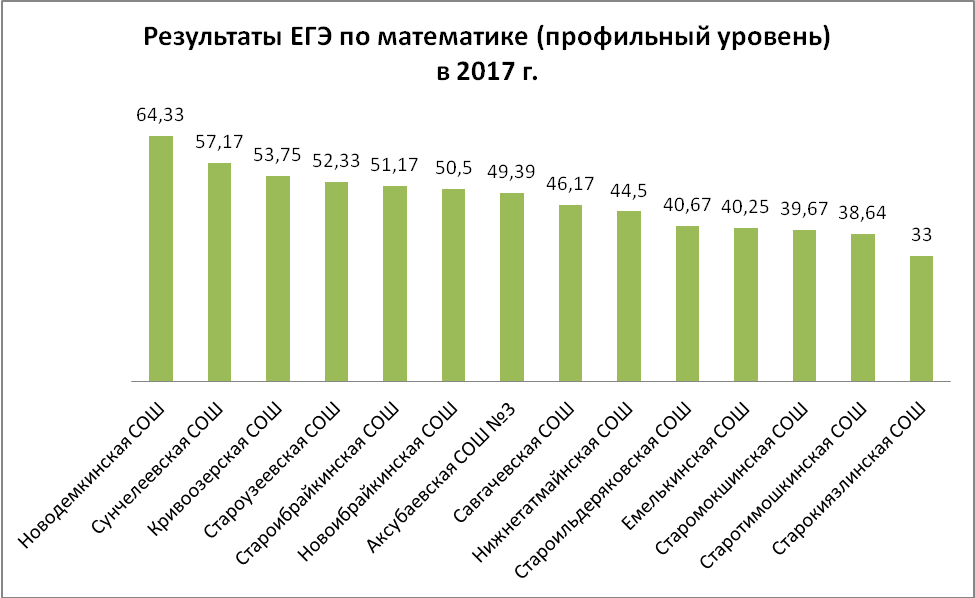 Результаты ЕГЭ по математике (профильный уровень)
в 2017 г.
64,33
57,17
53,75
52,33
51,17
50,5
49,39
46,17
44,5
40,67
40,25
39,67
38,64
33
Новодемкинская СОШ
Сунчелеевская СОШ
Кривоозерская СОШ
Староузеевская СОШ
Староибрайкинская СОШ
Новоибрайкинская СОШ
Аксубаевская СОШ №3
Савгачевская СОШ
Нижнетатмайнская СОШ
Староильдеряковская СОШ
Емелькинская СОШ
Старомокшинская СОШ
Старотимошкинская СОШ
Старокиязлинская СОШ